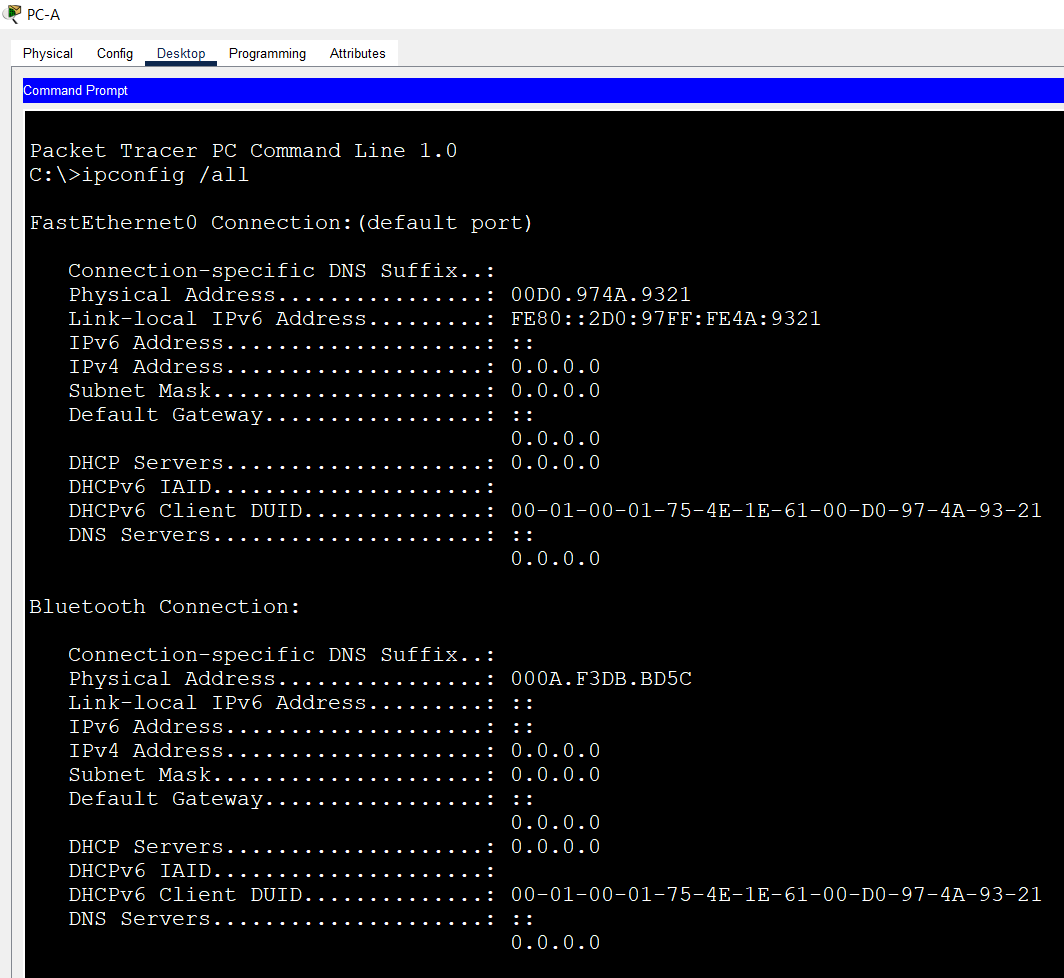 PC-A
Physical Config Desktop Programming Attributes
Command Prompt
Packet Tracer PC Command Line 1.0
C:\>ipconfig /all
FastEthernet0 Connection:(default port)
Connection-specific DNS Suffix..:
Physical Address................: 00D0.974A.9321
Link-local IPv6 Address.........: FE80::2D0:97FF:FE4A:9321
IPv6 Address....................: ::
IPv4 Address....................: 0.0.0.0
Subnet Mask.....................: 0.0.0.0
Default Gateway.................: ::
0.0.0.0
DHCP Servers....................: 0.0.0.0
DHCPv6 IAID.....................:
DHCPv6 Client DUID..............: 00-01-00-01-75-4E-1E-61-00-D0-97-4A-93-21
DNS Servers.....................: ::
0.0.0.0
Bluetooth Connection:
Connection-specific DNS Suffix..:
Physical Address................: 000A.F3DB.BD5C
Link-local IPv6 Address.........: ::
IPv6 Address....................: ::
IPv4 Address....................: 0.0.0.0
Subnet Mask.....................: 0.0.0.0
Default Gateway.................: ::
0.0.0.0
DHCP Servers....................: 0.0.0.0
DHCPv6 IAID.....................:
DHCPv6 Client DUID..............: 00-01-00-01-75-4E-1E-61-00-D0-97-4A-93-21
DNS Servers.....................: ::
0.0.0.0